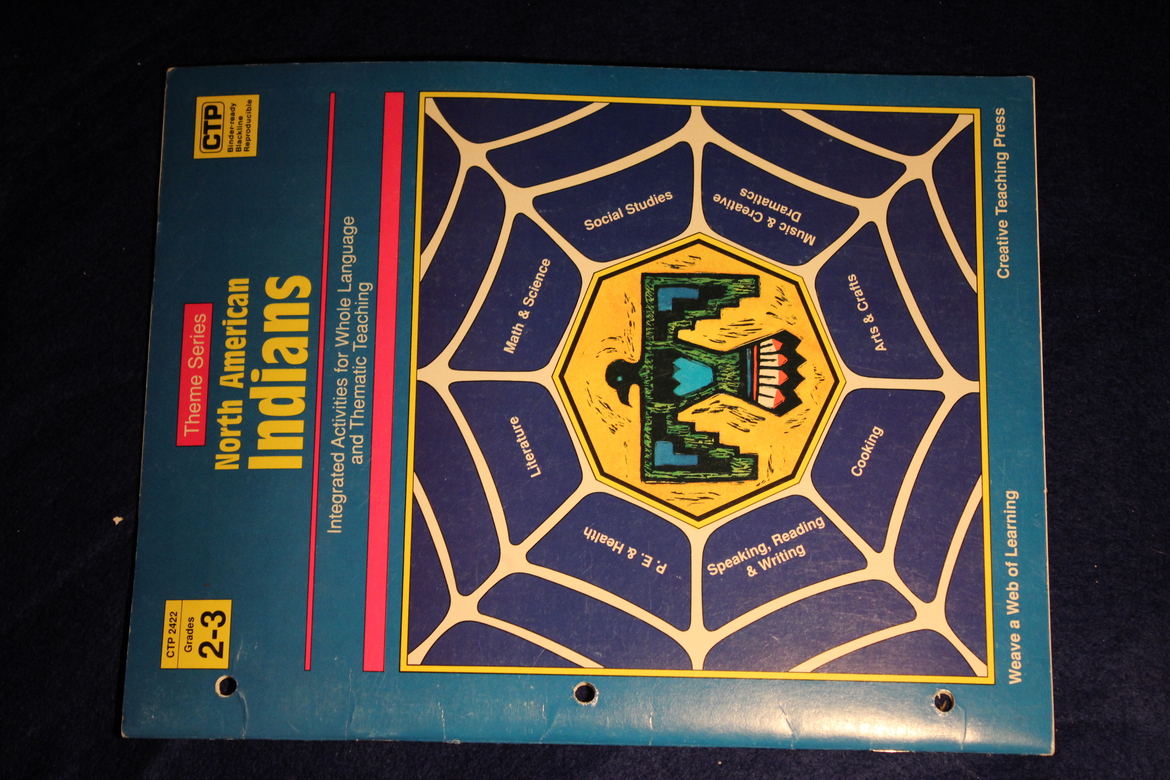 CTP 2422
Grades
2-3
CTP
Binder-ready
Blackline
Reproducible
Theme Series
North American
Indians
Integrated Activities for Whole Language
and Thematic Teaching
Literature
Math & Science
Social Studies
Music & Creative
Dramatics
Arts & Crafts
Cooking
Speaking, Reading
& Writing
P.E. & Health
Weave a Web of Learning
Creative Teaching Press